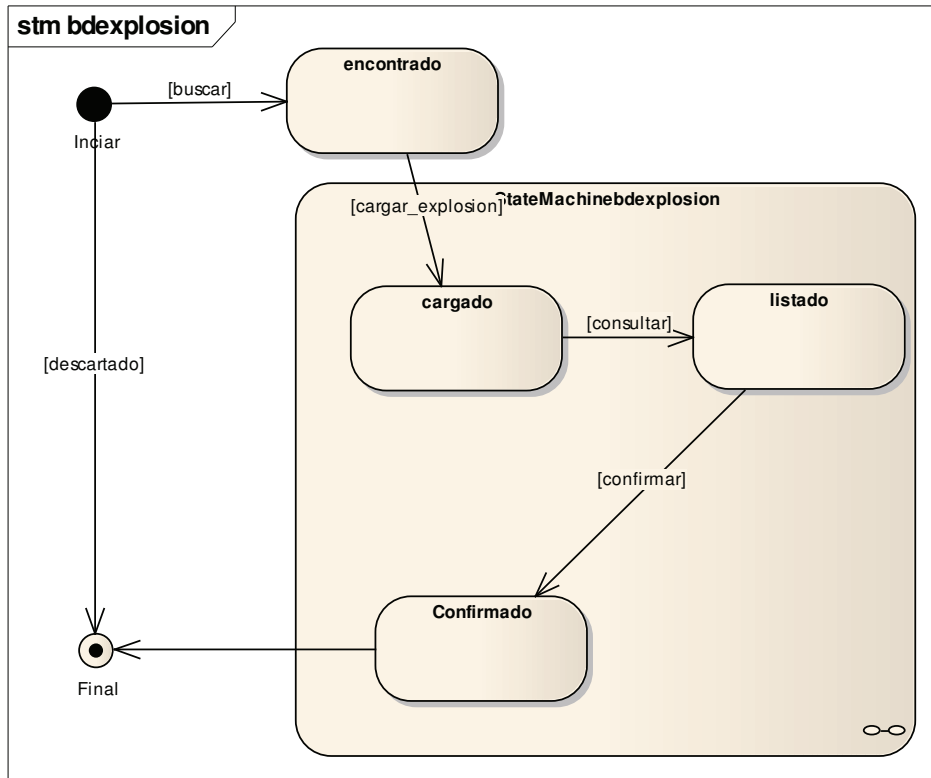 stm bdexplosion
encontrado
[buscar]
Inciar
StateMachinebdexplosion
[cargar_explosion]
cargado
listado
[consultar]
[descartado]
[confirmar]
Confirmado
Final